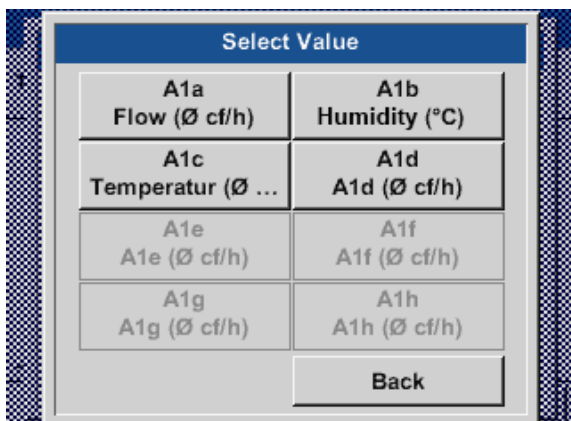 Select Value
A1a
Flow (Ø cf/h)
A1b
Humidity (°C)
A1c
Temperatur (Ø ...
A1d
A1d (Ø cf/h)
A1e
A1e (Ø cf/h)
A1f
A1f (Ø cf/h)
A1g
A1g (Ø cf/h)
A1h
A1h (Ø cf/h)
Back